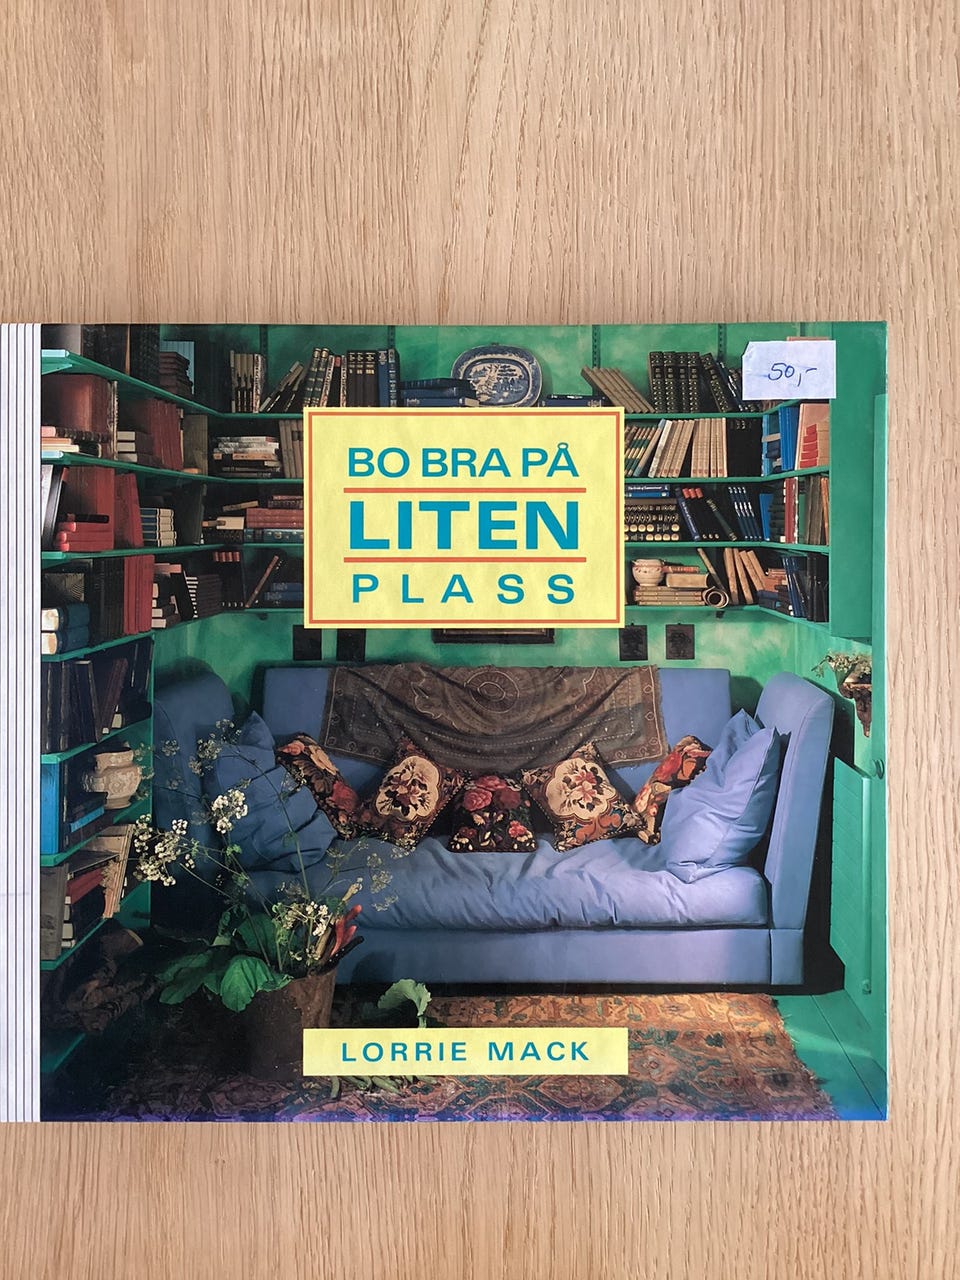 50,-
BO BRA PÅ
LITEN
PLASS
LORRIE MACK